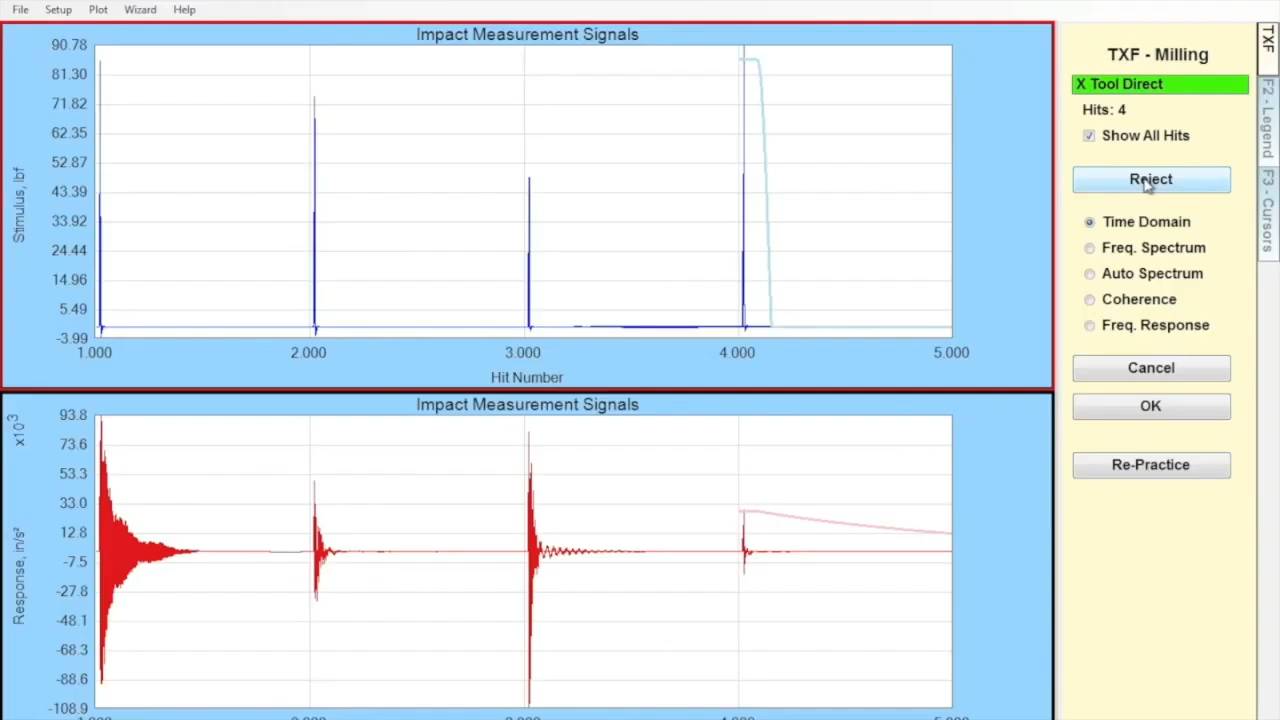 File Setup Plot Wizard Help
Impact Measurement Signals
90.78
81.30
71.82
62.35
52.87
43.39
33.92
24.44
14.96
5.49
-3.99
Stimulus, lbf
1.000 2.000 3.000 4.000 5.000
Hit Number
Impact Measurement Signals
x10³
93.8
73.6
53.3
33.0
12.8
-7.5
-27.8
-48.1
-68.3
-88.6
-108.9
Response, in/s²
TXF - Milling
X Tool Direct
Hits: 4
Show All Hits
Reject
Time Domain
Freq. Spectrum
Auto Spectrum
Coherence
Freq. Response
Cancel
OK
Re-Practice
TXF
F2 - Legend
F3 - Cursors